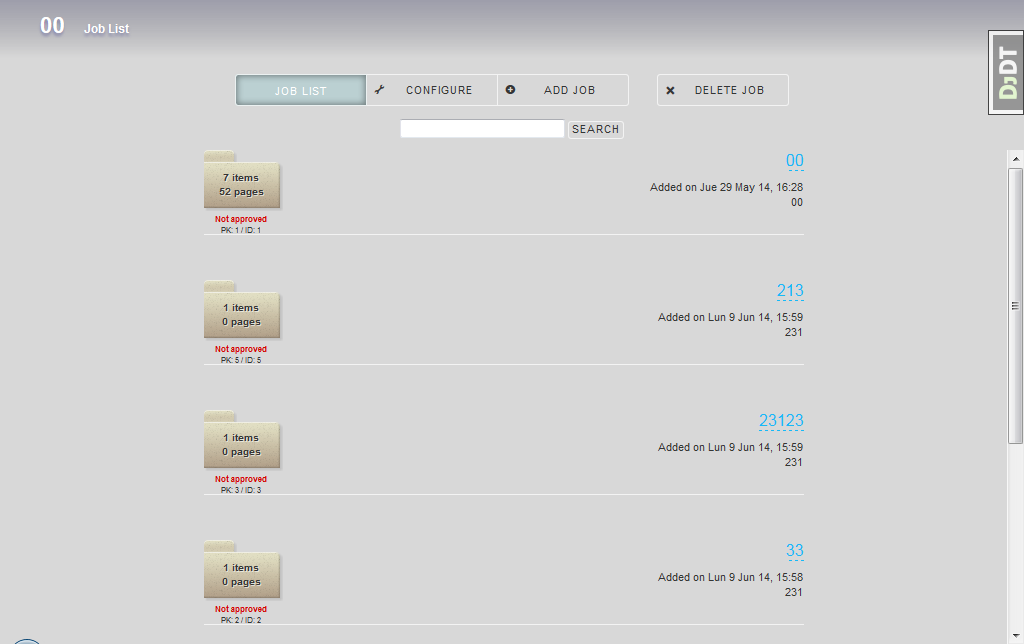 00 Job List
DJDT
JOB LIST CONFIGURE ADD JOB DELETE JOB
SEARCH
7 items
52 pages
Not approved
PK: 1 / ID: 1
00
Added on Jue 29 May 14, 16:28
00
1 items
0 pages
Not approved
PK: 5 / ID: 5
213
Added on Lun 9 Jun 14, 15:59
231
1 items
0 pages
Not approved
PK: 3 / ID: 3
23123
Added on Lun 9 Jun 14, 15:59
231
1 items
0 pages
Not approved
PK: 2 / ID: 2
33
Added on Lun 9 Jun 14, 15:58
231